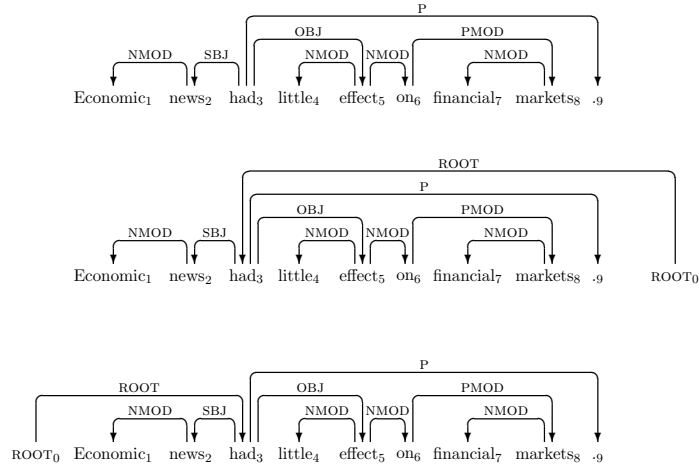 P
OBJ PMOD
NMOD SBJ NMOD NMOD NMOD
Economic₁ news₂ had₃ little₄ effect₅ on₆ financial₇ markets₈ .₉
ROOT
P
OBJ PMOD
NMOD SBJ NMOD NMOD NMOD
Economic₁ news₂ had₃ little₄ effect₅ on₆ financial₇ markets₈ .₉ ROOT₀
P
ROOT OBJ PMOD
NMOD SBJ NMOD NMOD NMOD
ROOT₀ Economic₁ news₂ had₃ little₄ effect₅ on₆ financial₇ markets₈ .₉